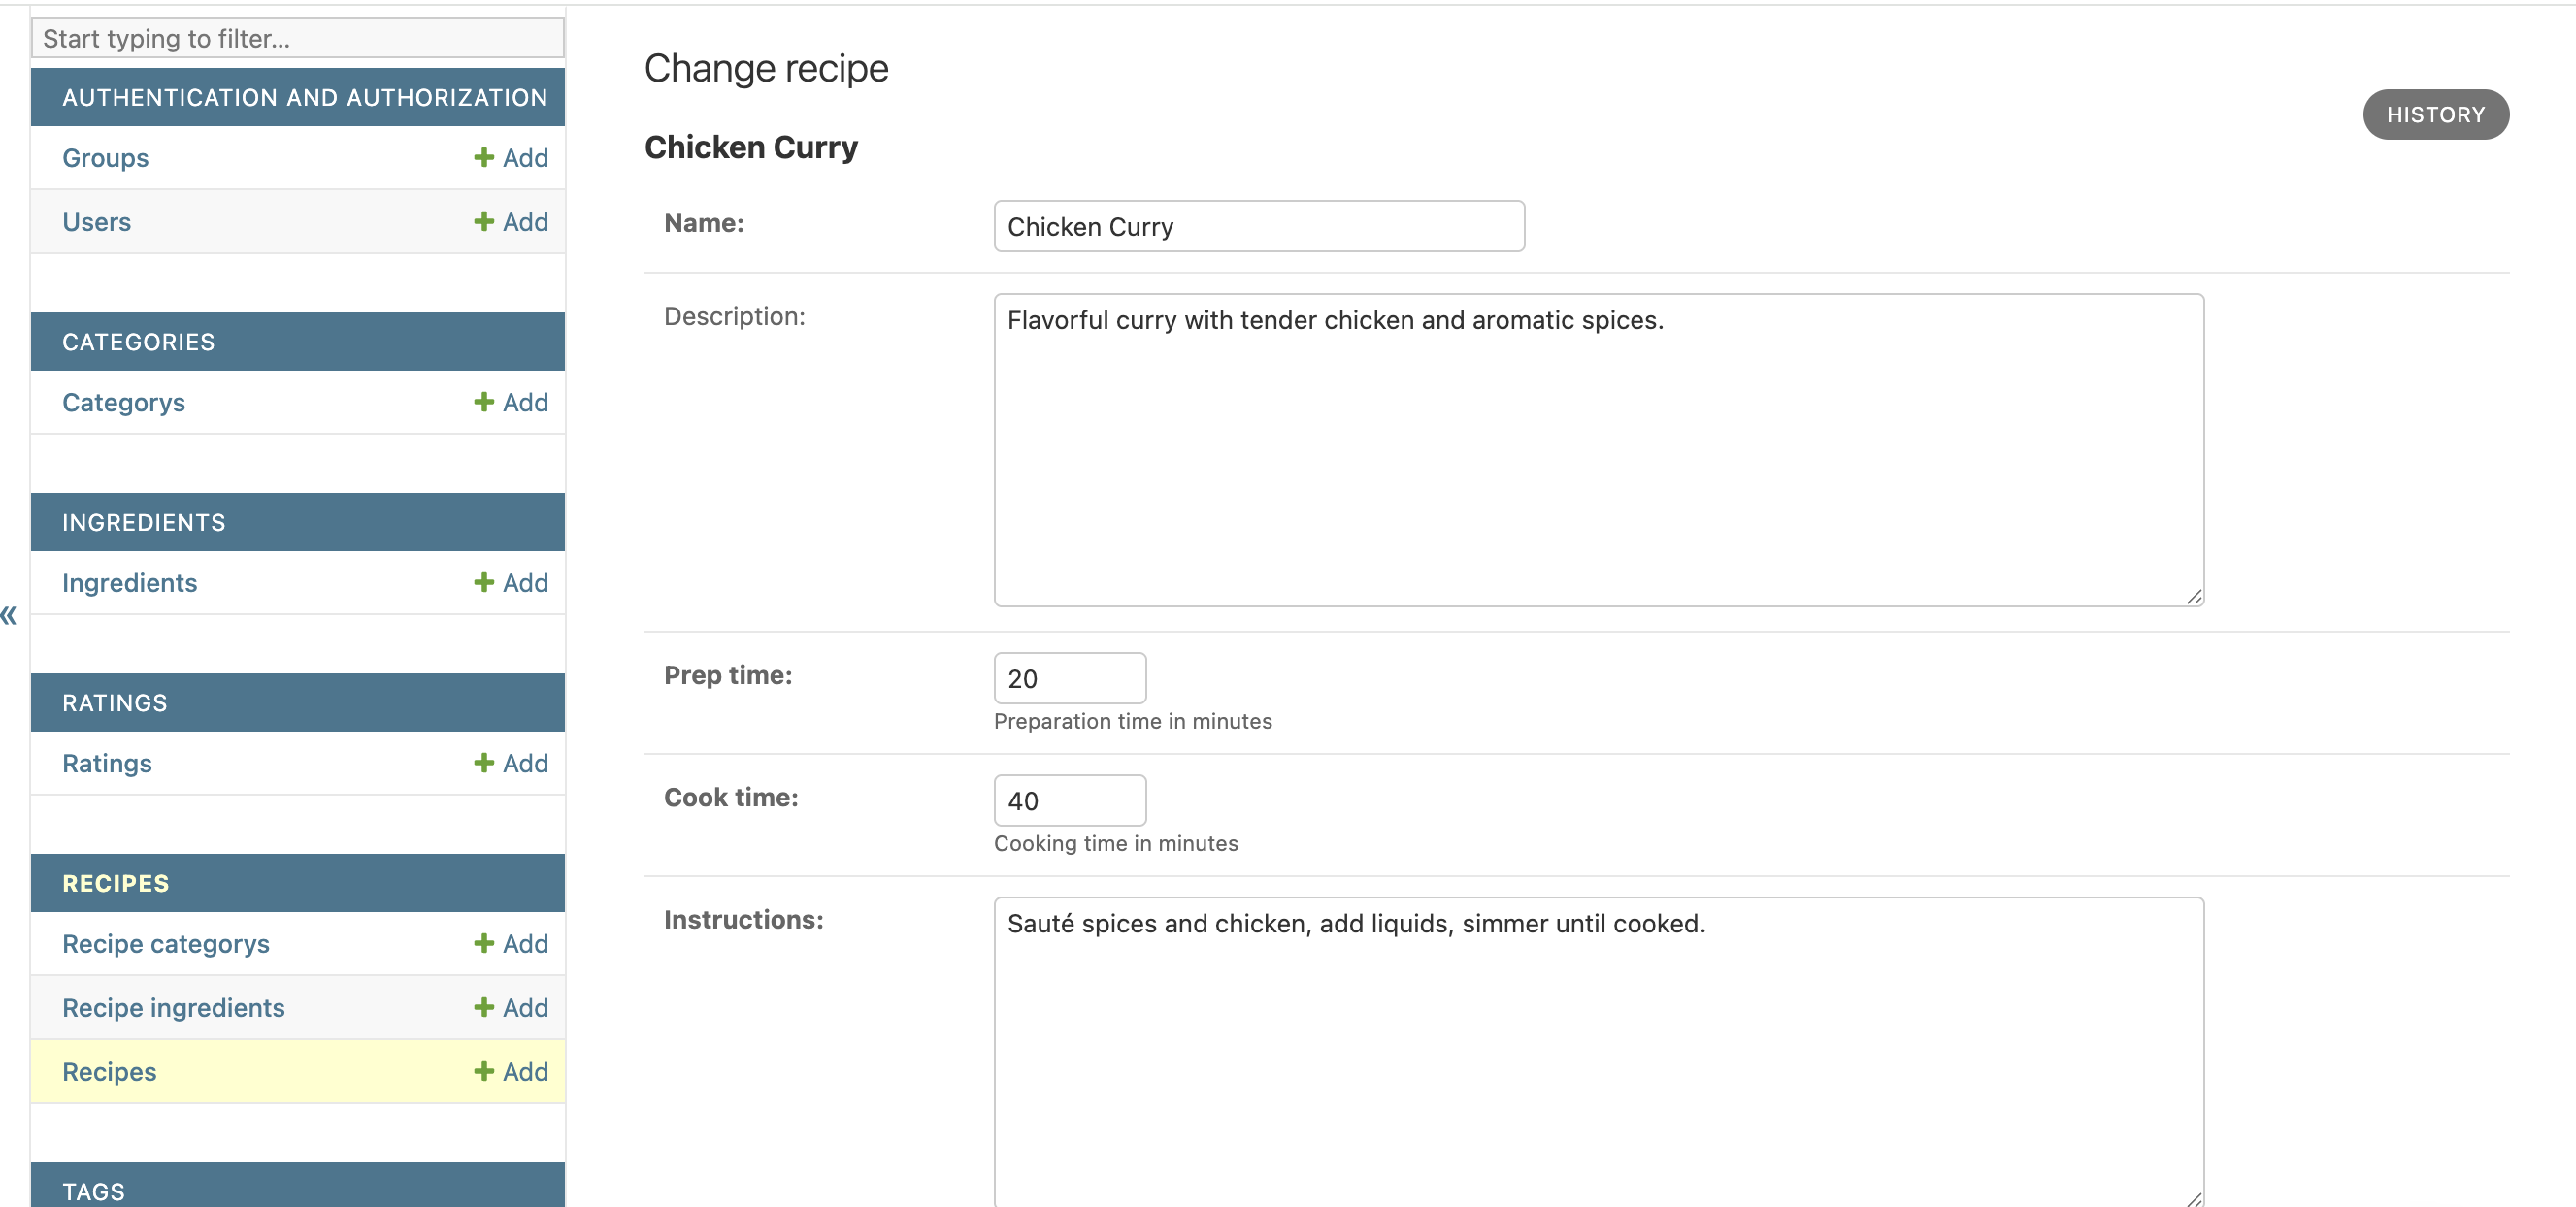 Start typing to filter...
AUTHENTICATION AND AUTHORIZATION
Groups + Add
Users + Add
CATEGORIES
Categorys + Add
INGREDIENTS
Ingredients + Add
«
RATINGS
Ratings + Add
RECIPES
Recipe categorys + Add
Recipe ingredients + Add
Recipes + Add
TAGS
Change recipe
HISTORY
Chicken Curry
Name: Chicken Curry
Description: Flavorful curry with tender chicken and aromatic spices.
Prep time: 20
Preparation time in minutes
Cook time: 40
Cooking time in minutes
Instructions: Sauté spices and chicken, add liquids, simmer until cooked.